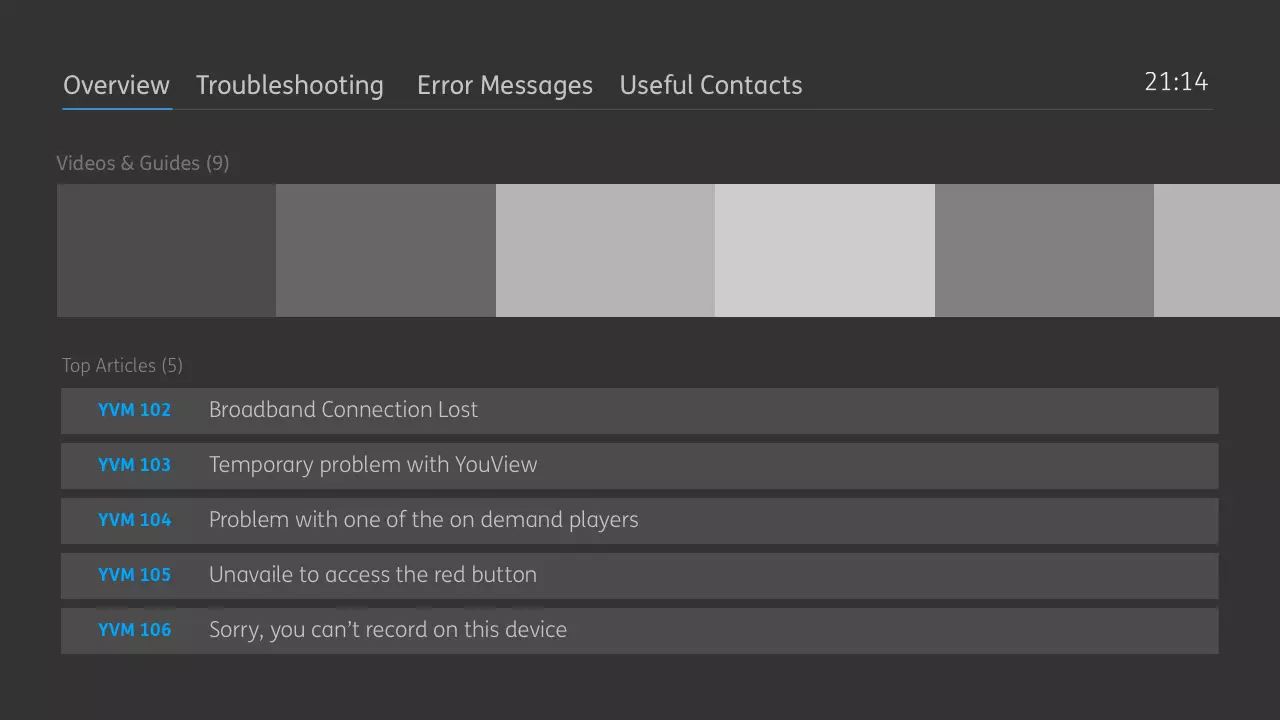 Overview Troubleshooting Error Messages Useful Contacts 21:14
Videos & Guides (9)
Top Articles (5)
YVM 102 Broadband Connection Lost
YVM 103 Temporary problem with YouView
YVM 104 Problem with one of the on demand players
YVM 105 Unavaile to access the red button
YVM 106 Sorry, you can’t record on this device